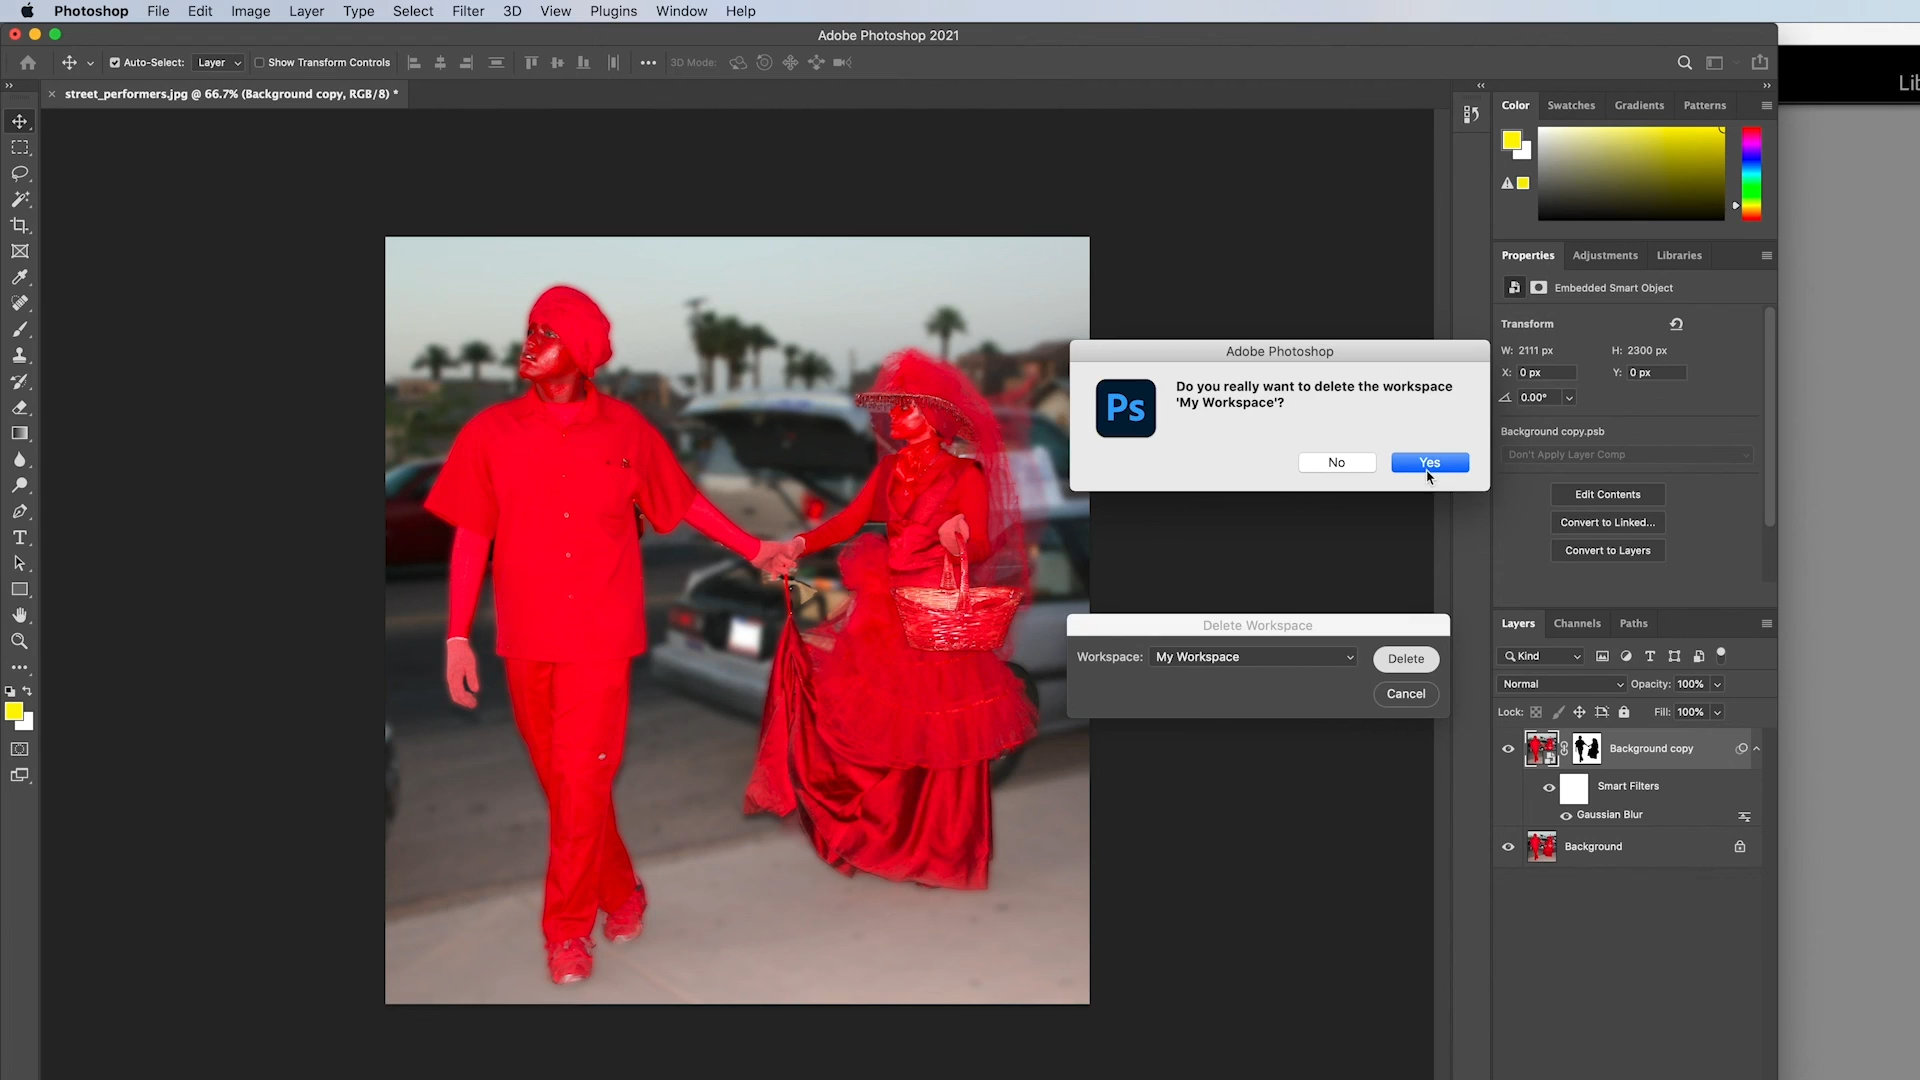 Photoshop File Edit Image Layer Type Select Filter 3D View Plugins Window Help
Adobe Photoshop 2021
Auto-Select: Layer Show Transform Controls 3D Mode:
street_performers.jpg @ 66.7% (Background copy, RGB/8) *
Lib
Color Swatches Gradients Patterns
Properties Adjustments Libraries
Embedded Smart Object
Transform
W: 2111 px H: 2300 px
X: 0 px Y: 0 px
0.00°
Background copy.psb
Don't Apply Layer Comp
Edit Contents
Convert to Linked...
Convert to Layers
Adobe Photoshop
Ps
Do you really want to delete the workspace
'My Workspace'?
No Yes
Delete Workspace
Workspace: My Workspace Delete
Cancel
Layers Channels Paths
Kind
Normal Opacity: 100%
Lock: Fill: 100%
Background copy
Smart Filters
Gaussian Blur
Background